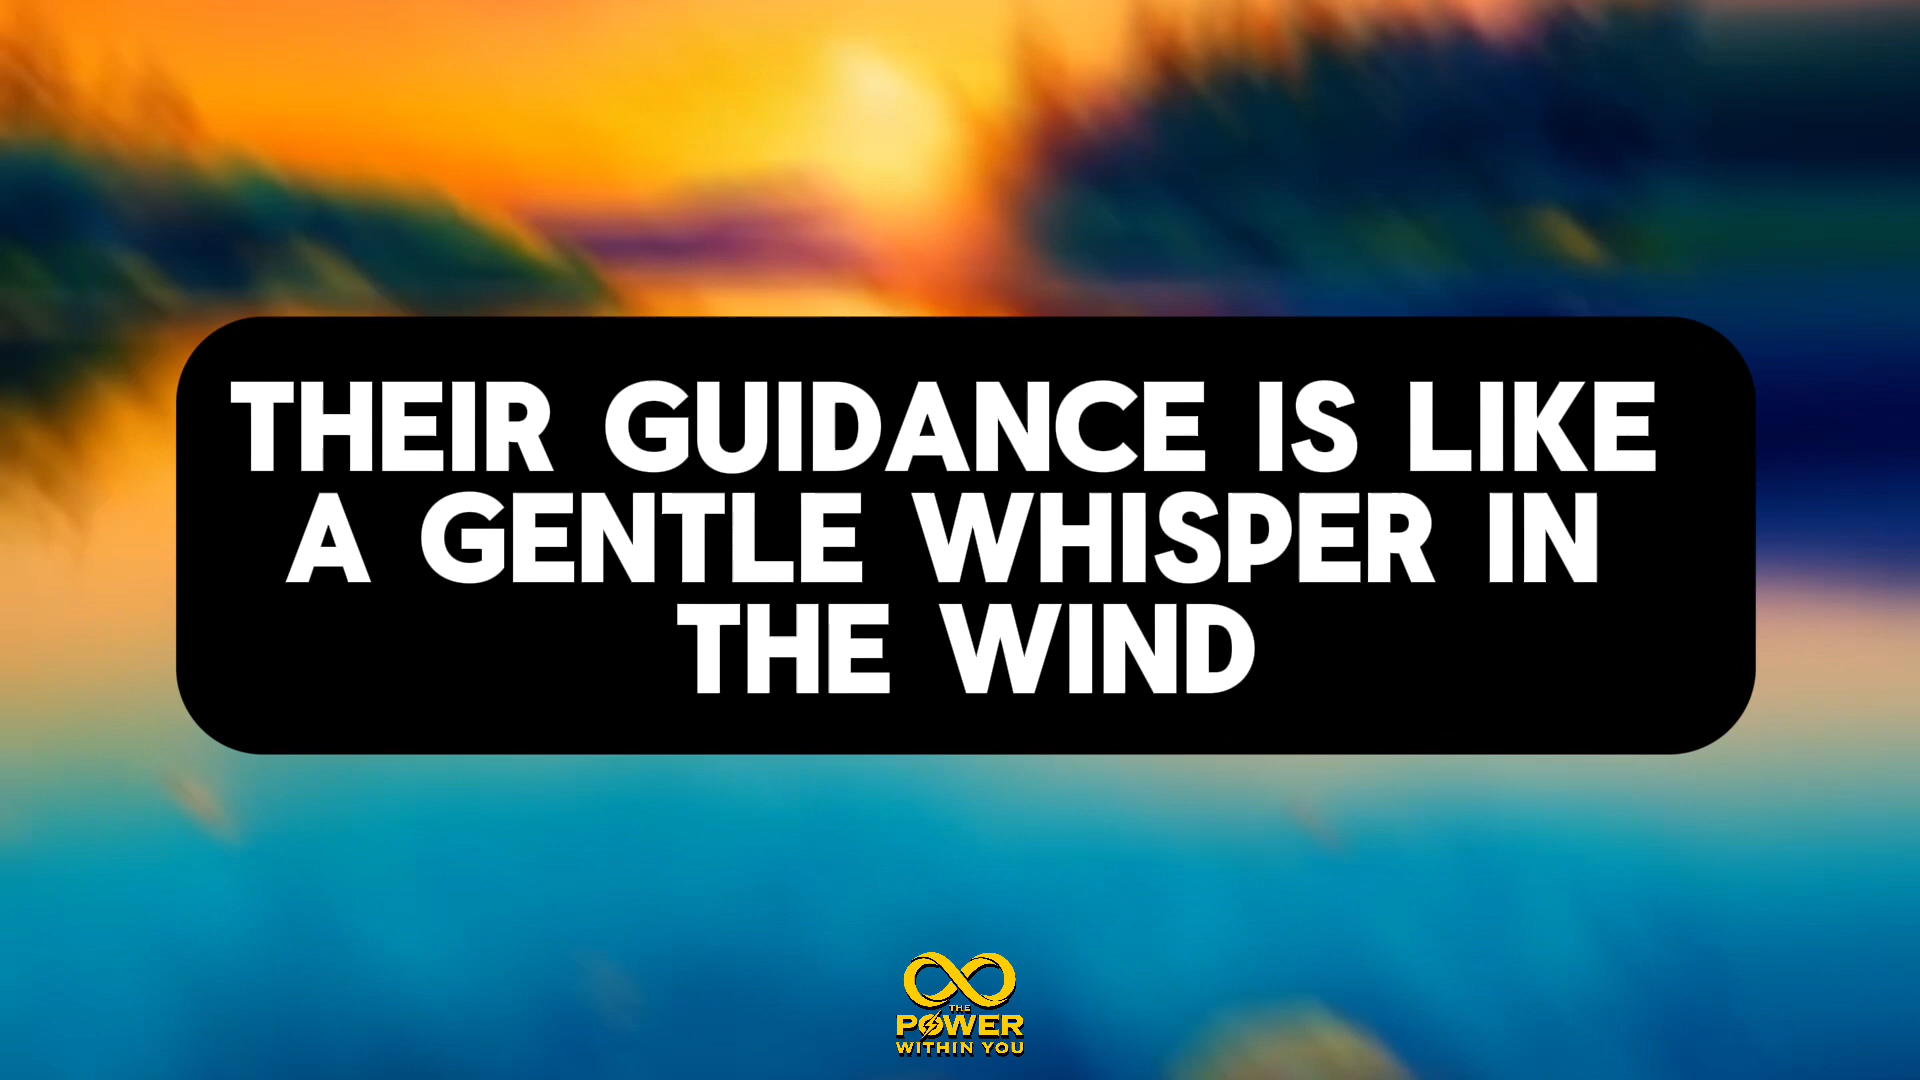 THEIR GUIDANCE IS LIKE
A GENTLE WHISPER IN
THE WIND
THE
POWER
WITHIN YOU